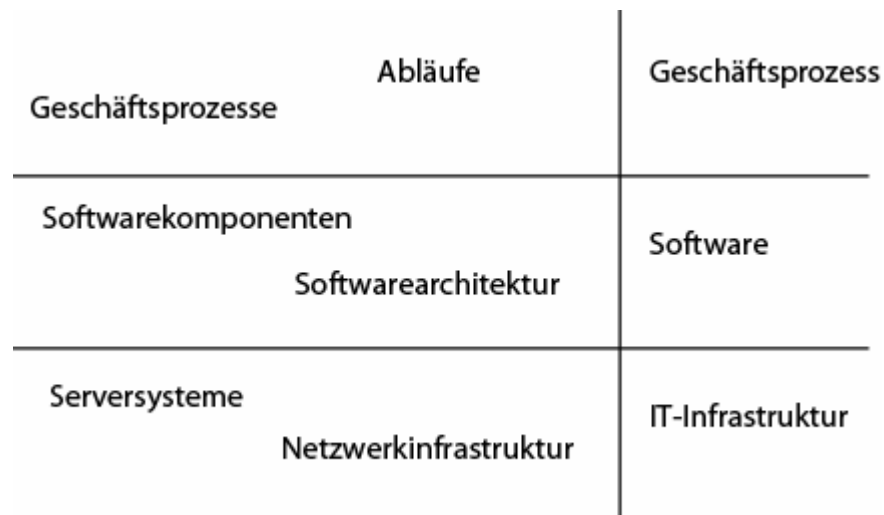 Abläufe
Geschäftsprozess
Geschäftsprozesse
Softwarekomponenten
Software
Softwarearchitektur
Serversysteme
IT-Infrastruktur
Netzwerkinfrastruktur